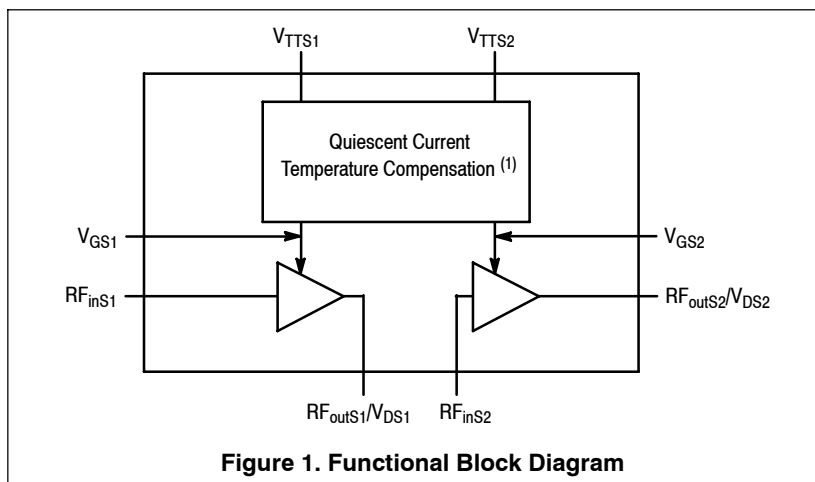 V_TTS1
V_TTS2
Quiescent Current
Temperature Compensation (1)
V_GS1
V_GS2
RF_inS1
RF_outS2/V_DS2
RF_outS1/V_DS1
RF_inS2
Figure 1. Functional Block Diagram